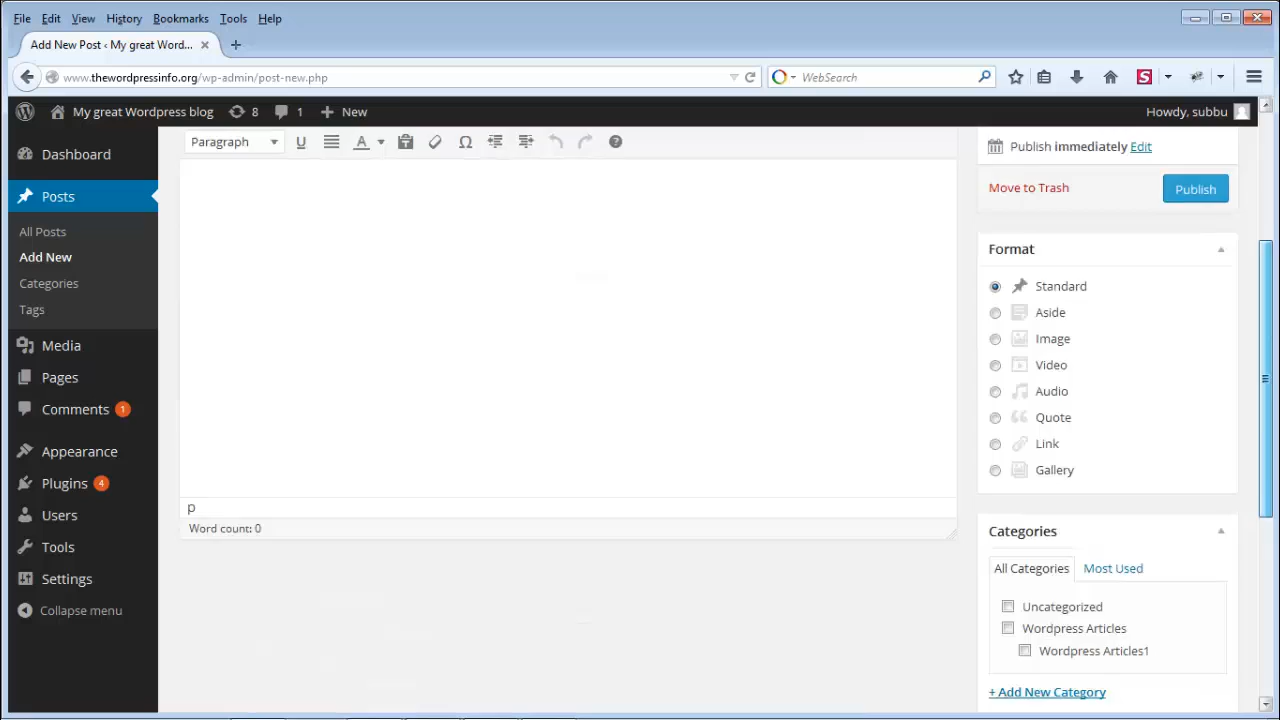 File Edit View History Bookmarks Tools Help
Add New Post ‹ My great Word...
www.thewordpressinfo.org/wp-admin/post-new.php
WebSearch
My great Wordpress blog 8 1 New
Howdy, subbu
Dashboard
Posts
All Posts
Add New
Categories
Tags
Media
Pages
Comments 1
Appearance
Plugins 4
Users
Tools
Settings
Collapse menu
Paragraph
p
Word count: 0
Publish immediately Edit
Move to Trash
Publish
Format
Standard
Aside
Image
Video
Audio
Quote
Link
Gallery
Categories
All Categories Most Used
Uncategorized
Wordpress Articles
Wordpress Articles1
+ Add New Category